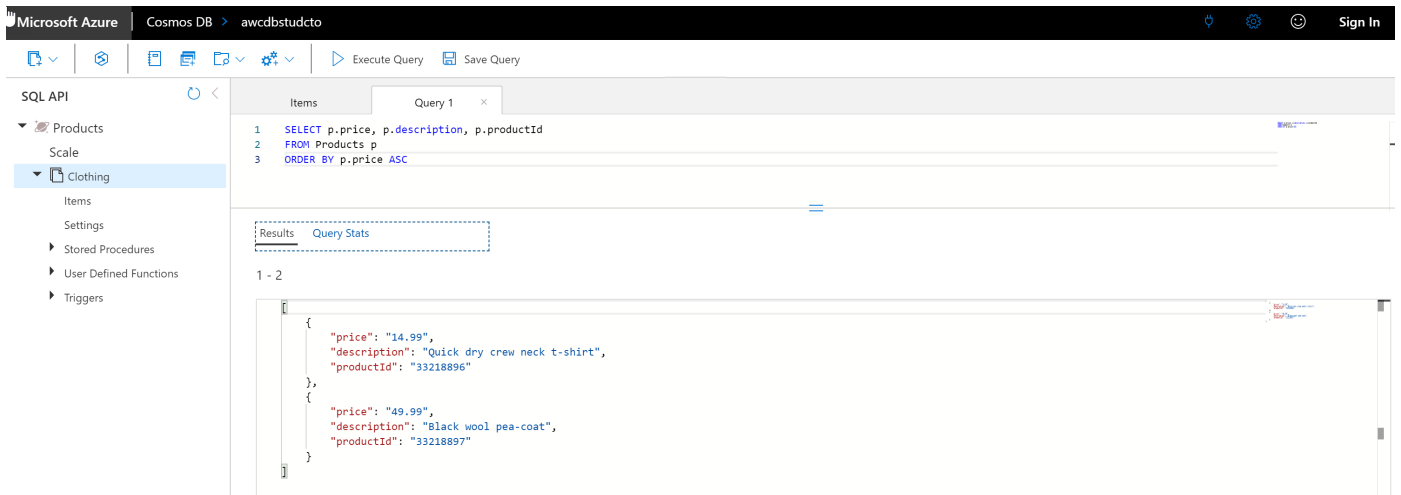 Microsoft Azure Cosmos DB > awcdbstudcto Sign In
Execute Query Save Query
SQL API
Items Query 1 ×
Products
Scale
Clothing
Items
Settings
Stored Procedures
User Defined Functions
Triggers
1 SELECT p.price, p.description, p.productId
2 FROM Products p
3 ORDER BY p.price ASC
Results Query Stats
1 - 2
[
{
"price": "14.99",
"description": "Quick dry crew neck t-shirt",
"productId": "33218896"
},
{
"price": "49.99",
"description": "Black wool pea-coat",
"productId": "33218897"
}
]